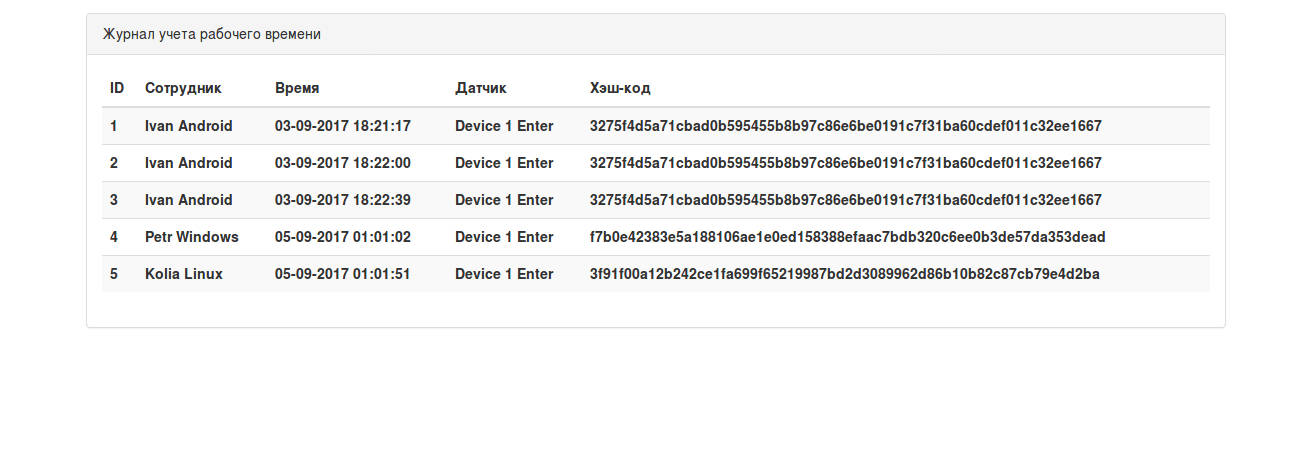 Журнал учета рабочего времени
ID Сотрудник Время Датчик Хэш-код
1 Ivan Android 03-09-2017 18:21:17 Device 1 Enter 3275f4d5a71cbad0b595455b8b97c86e6be0191c7f31ba60cdef011c32ee1667
2 Ivan Android 03-09-2017 18:22:00 Device 1 Enter 3275f4d5a71cbad0b595455b8b97c86e6be0191c7f31ba60cdef011c32ee1667
3 Ivan Android 03-09-2017 18:22:39 Device 1 Enter 3275f4d5a71cbad0b595455b8b97c86e6be0191c7f31ba60cdef011c32ee1667
4 Petr Windows 05-09-2017 01:01:02 Device 1 Enter f7b0e42383e5a188106ae1e0ed158388efaac7bdb320c6ee0b3de57da353dead
5 Kolia Linux 05-09-2017 01:01:51 Device 1 Enter 3f91f00a12b242ce1fa699f65219987bd2d3089962d86b10b82c87cb79e4d2ba